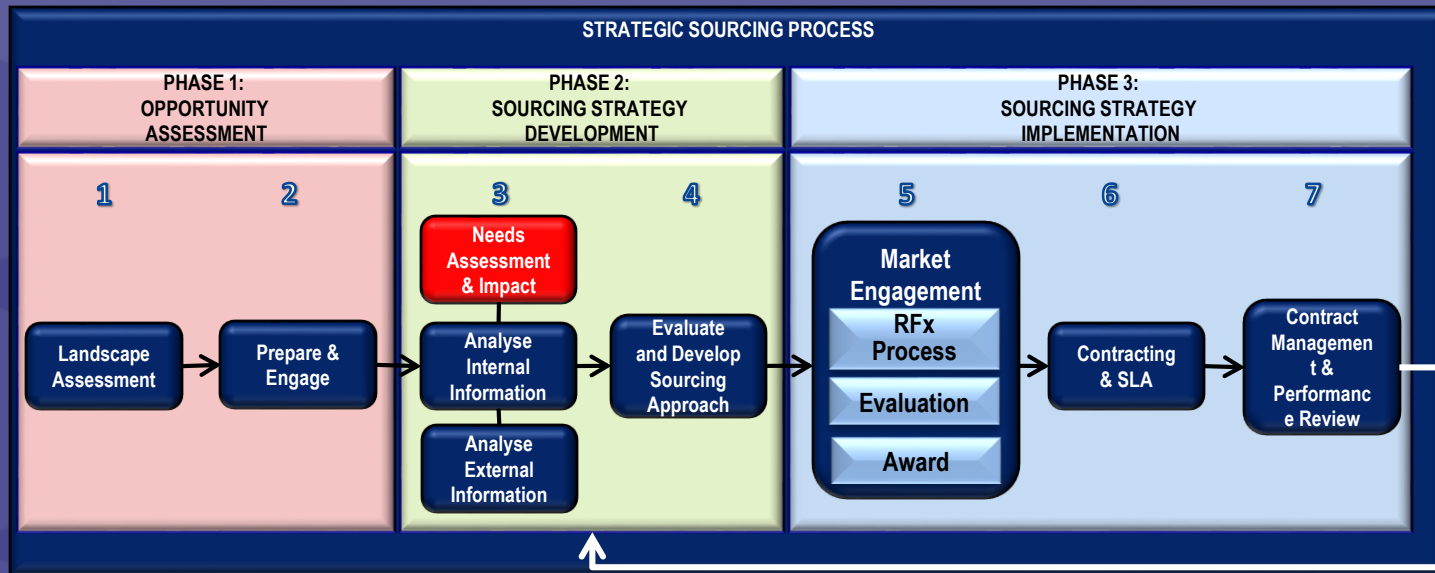 STRATEGIC SOURCING PROCESS
PHASE 1:
OPPORTUNITY
ASSESSMENT
PHASE 2:
SOURCING STRATEGY
DEVELOPMENT
PHASE 3:
SOURCING STRATEGY
IMPLEMENTATION
1
2
3
4
5
6
7
Landscape
Assessment
Prepare &
Engage
Needs
Assessment
& Impact
Analyse
Internal
Information
Analyse
External
Information
Evaluate
and Develop
Sourcing
Approach
Market
Engagement
RFx
Process
Evaluation
Award
Contracting
& SLA
Contract
Managemen
t &
Performanc
e Review